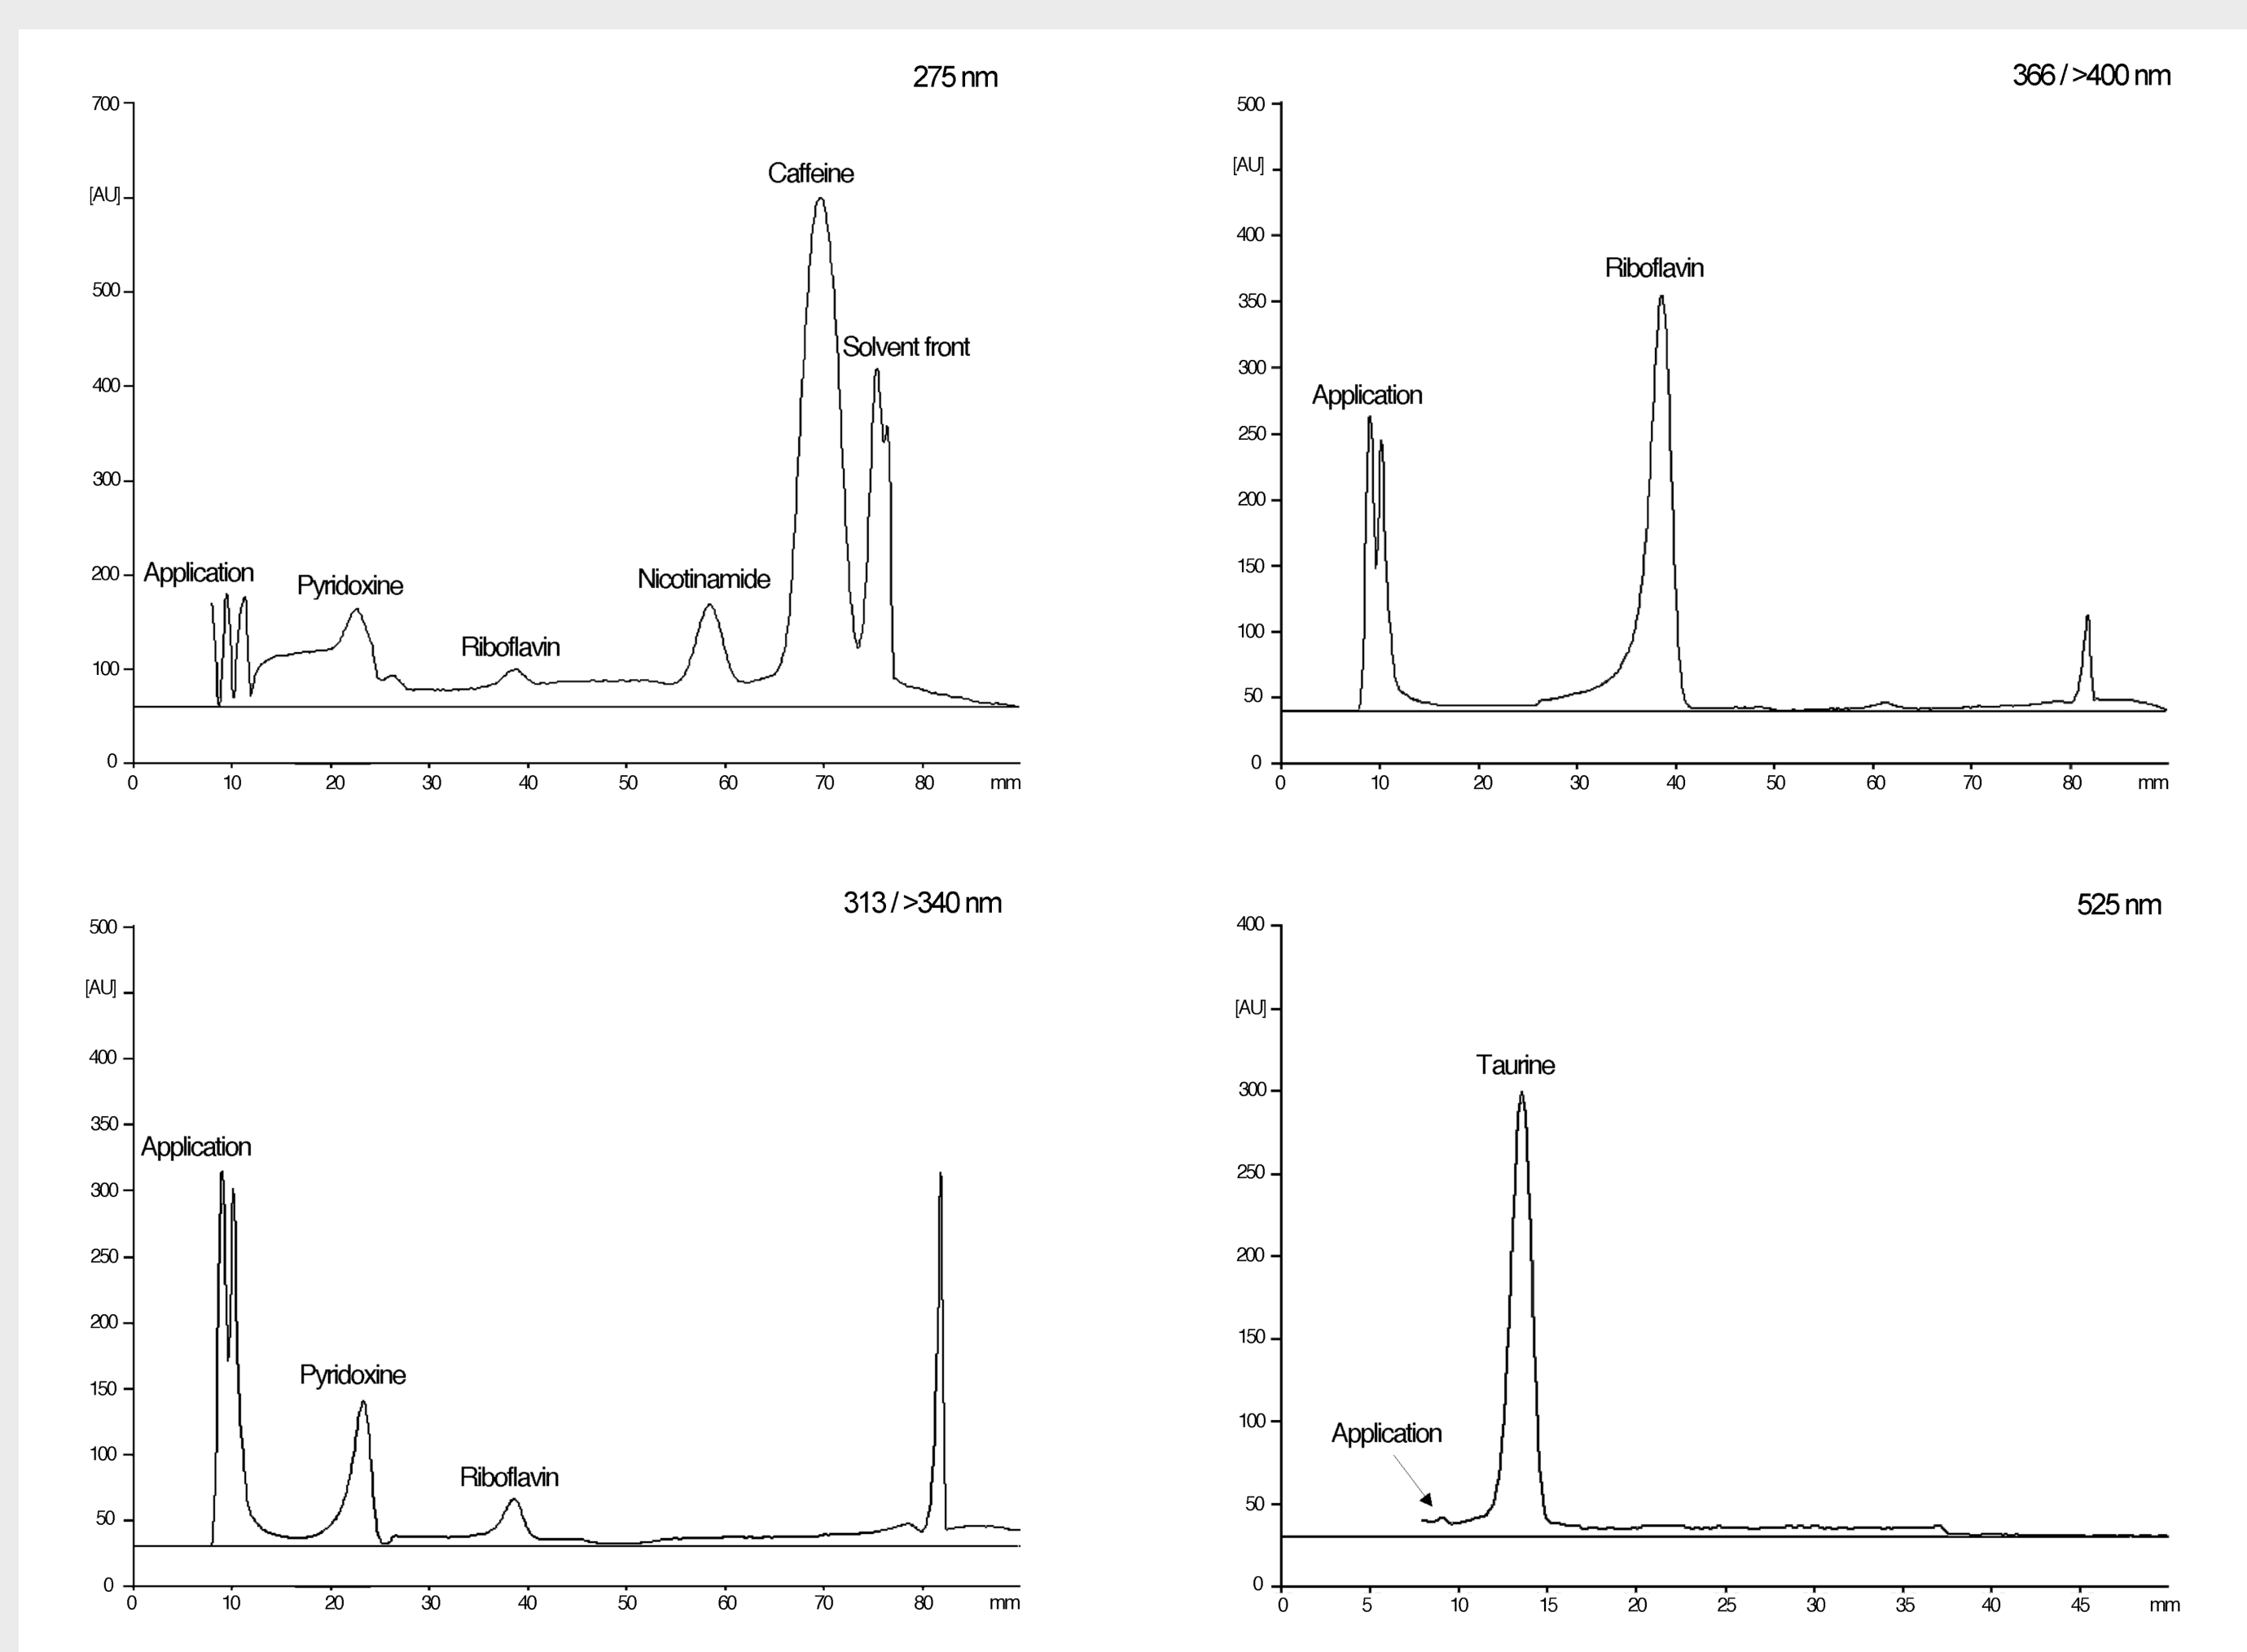 275 nm
700
[AU]
Caffeine
500
Solvent front
400
300
200
Application
Pyridoxine
Nicotinamide
Riboflavin
100
0
0 10 20 30 40 50 60 70 80 mm
366 / >400 nm
500
[AU]
400
Riboflavin
350
300
Application
250
200
150
100
50
0
0 10 20 30 40 50 60 70 80 mm
313 / >340 nm
500
[AU]
400
350
Application
300
250
200
Pyridoxine
150
100
Riboflavin
50
0
0 10 20 30 40 50 60 70 80 mm
525 nm
400
[AU]
Taurine
300
250
200
150
100
Application
50
0
0 5 10 15 20 25 30 35 40 45 mm